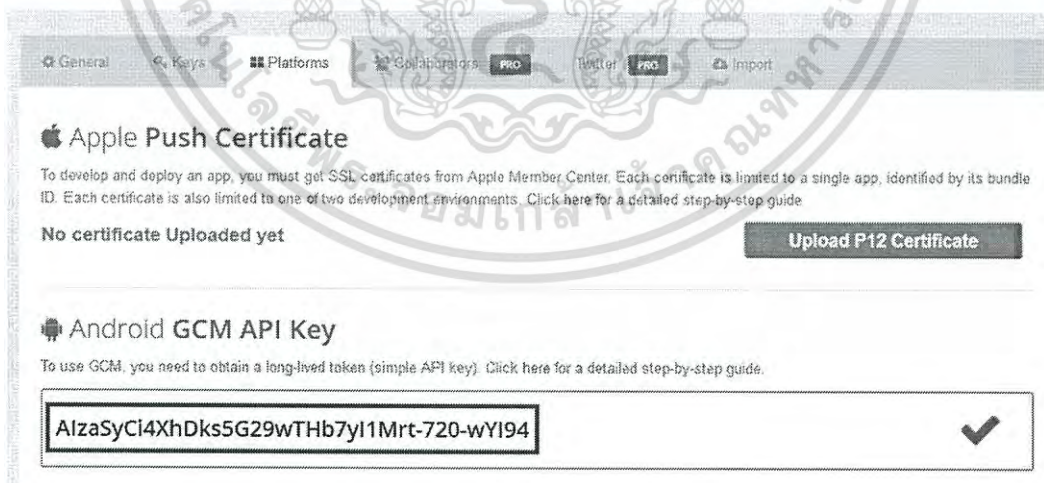 General Keys Platforms Collaborators PRO Twitter PRO Import
Apple Push Certificate
To develop and deploy an app, you must get SSL certificates from Apple Member Center. Each certificate is limited to a single app, identified by its bundle
ID. Each certificate is also limited to one of two development environments. Click here for a detailed step-by-step guide
No certificate Uploaded yet
Upload P12 Certificate
Android GCM API Key
To use GCM, you need to obtain a long-lived token (simple API key). Click here for a detailed step-by-step guide.
AIzaSyCi4XhDks5G29wTHb7yI1Mrt-720-wYI94